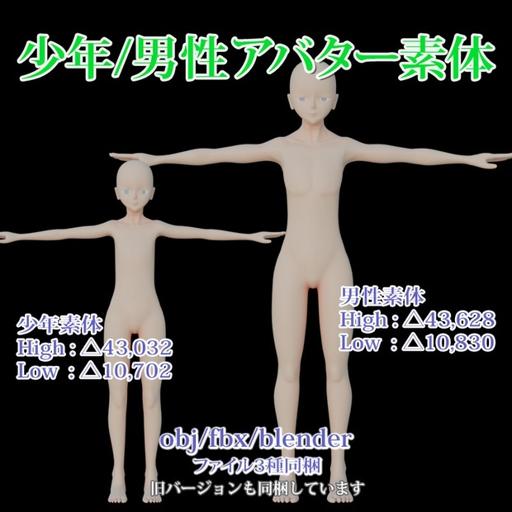 少年/男性アバター素体
少年素体
High : △43,032
Low : △10,702
男性素体
High : △43,628
Low : △10,830
obj/fbx/blender
ファイル3種同梱
旧バージョンも同梱しています